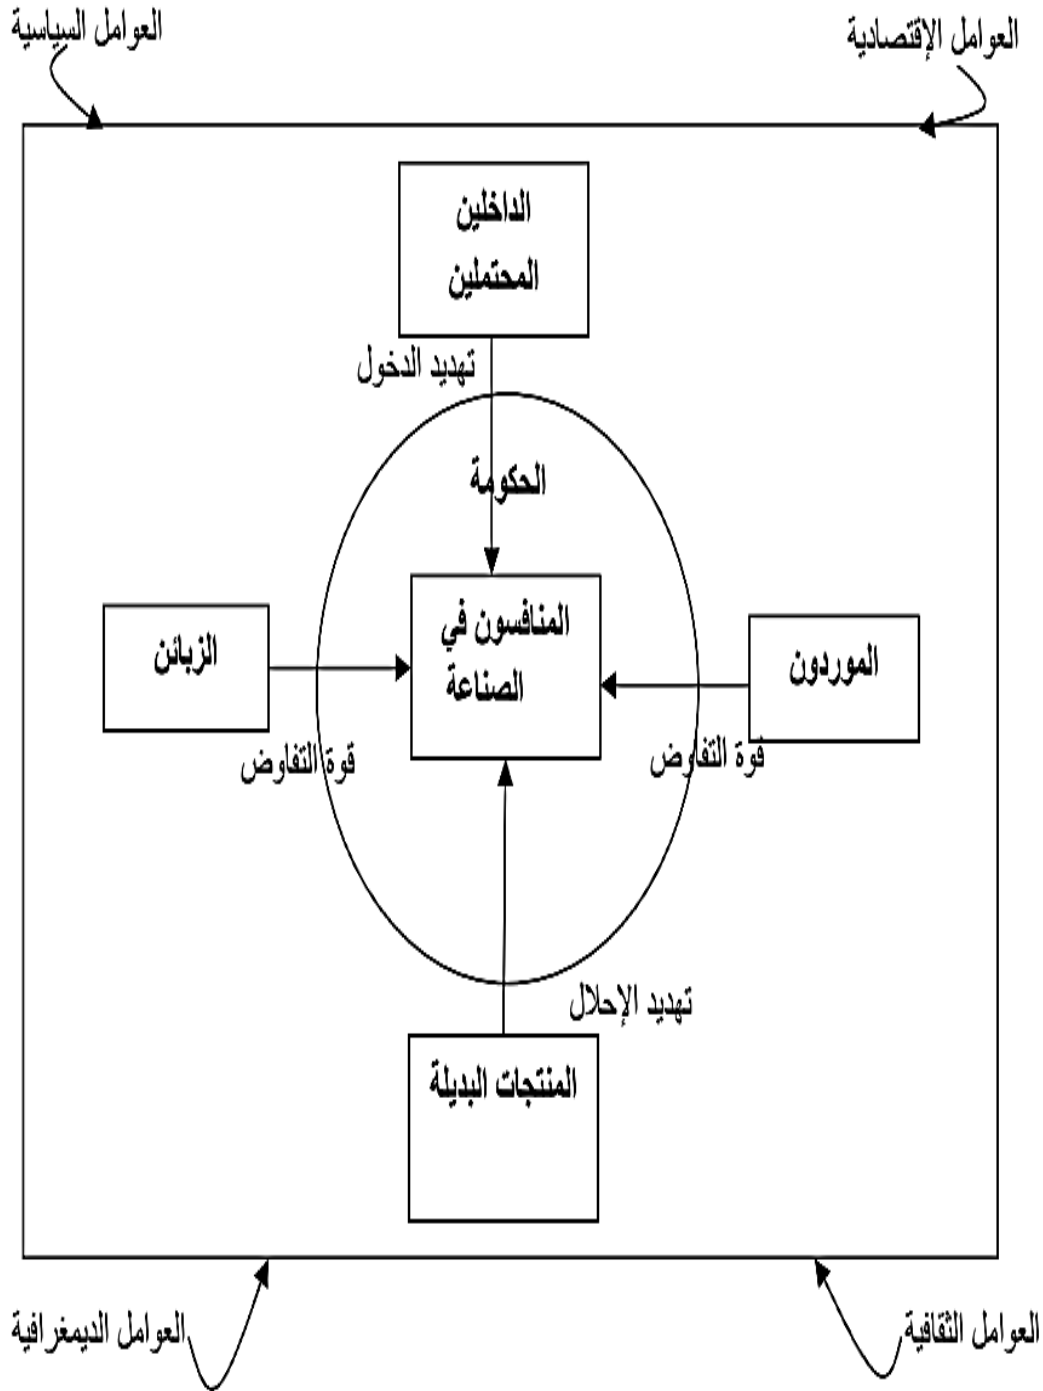 العوامل الإقتصادية
العوامل السياسية
الداخلين
المحتملين
تهديد الدخول
الحكومة
المنافسون في
الصناعة
الموردون
الزبائن
قوة التفاوض
قوة التفاوض
تهديد الإحلال
المنتجات البديلة
العوامل الثقافية
العوامل الديمغرافية